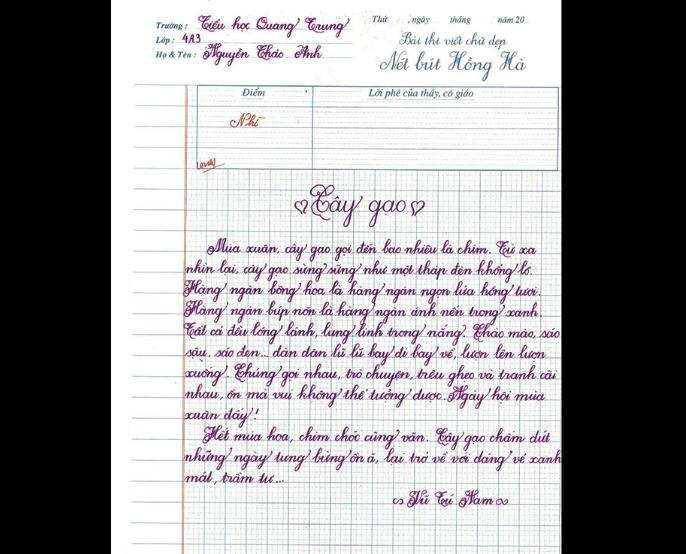 Trường : Tiểu học Quang Trung
Lớp : 4A3
Họ & Tên : Nguyễn Thảo Anh
Thứ , ngày tháng năm 20
Bài thi viết chữ đẹp
Nét bút Hồng Hà
Điểm
Lời phê của thầy, cô giáo
Nhì
Cây gạo
Mùa xuân, cây gạo gọi đến bao nhiêu là chim. Từ xa
nhìn lại, cây gạo sừng sững như một tháp đèn khổng lồ.
Hàng ngàn bông hoa là hàng ngàn ngọn lửa hồng tươi.
Hàng ngàn búp nõn là hàng ngàn ánh nến trong xanh.
Tất cả đều lóng lánh, lung linh trong nắng. Chào mào, sáo
sậu, sáo đen... đàn đàn lũ lũ bay đi bay về, lượn lên lượn
xuống. Chúng gọi nhau, trò chuyện, trêu ghẹo và tranh cãi
nhau, ồn mà vui không thể tưởng được. Ngày hội mùa
xuân đấy!
Hết mùa hoa, chim chóc cũng vãn. Cây gạo chấm dứt
những ngày tưng bừng ồn ã, lại trở về với dáng vẻ xanh
mát, trầm tư...
Vũ Tú Nam